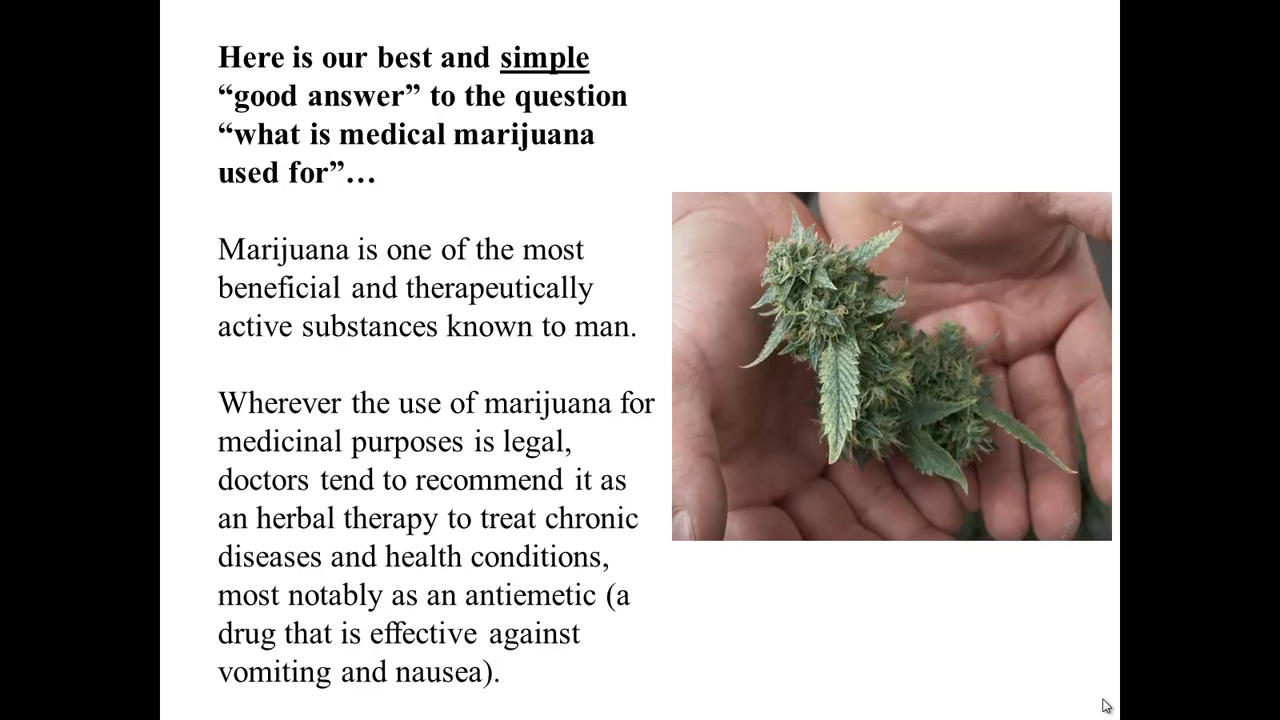 Here is our best and simple
“good answer” to the question
“what is medical marijuana
used for”…
Marijuana is one of the most
beneficial and therapeutically
active substances known to man.
Wherever the use of marijuana for
medicinal purposes is legal,
doctors tend to recommend it as
an herbal therapy to treat chronic
diseases and health conditions,
most notably as an antiemetic (a
drug that is effective against
vomiting and nausea).